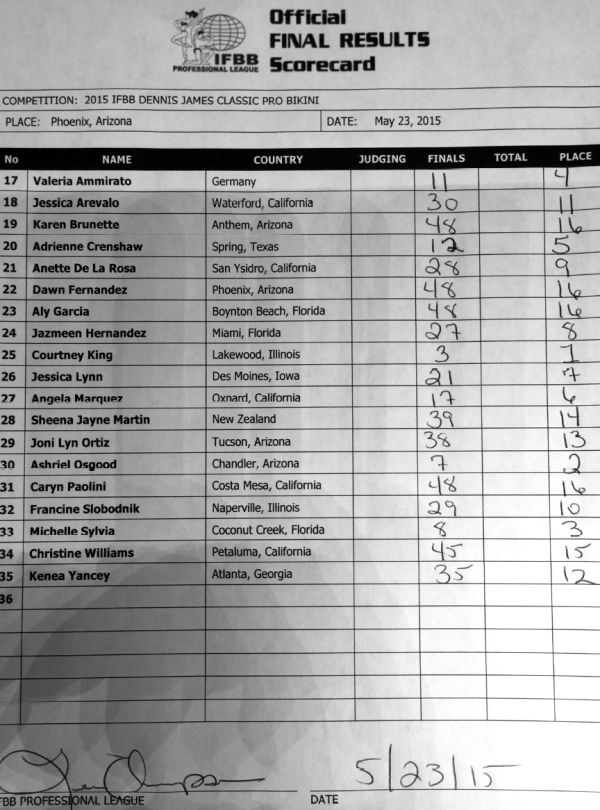 Official
FINAL RESULTS
IFBB
PROFESSIONAL LEAGUE
Scorecard
COMPETITION: 2015 IFBB DENNIS JAMES CLASSIC PRO BIKINI
PLACE: Phoenix, Arizona DATE: May 23, 2015
No NAME COUNTRY JUDGING FINALS TOTAL PLACE
17 Valeria Ammirato Germany 11 4
18 Jessica Arevalo Waterford, California 30 11
19 Karen Brunette Anthem, Arizona 48 16
20 Adrienne Crenshaw Spring, Texas 12 5
21 Anette De La Rosa San Ysidro, California 28 9
22 Dawn Fernandez Phoenix, Arizona 48 16
23 Aly Garcia Boynton Beach, Florida 48 16
24 Jazmeen Hernandez Miami, Florida 27 8
25 Courtney King Lakewood, Illinois 3 1
26 Jessica Lynn Des Moines, Iowa 21 7
27 Angela Marquez Oxnard, California 17 6
28 Sheena Jayne Martin New Zealand 39 14
29 Joni Lyn Ortiz Tucson, Arizona 38 13
30 Ashriel Osgood Chandler, Arizona 7 2
31 Caryn Paolini Costa Mesa, California 48 16
32 Francine Slobodnik Naperville, Illinois 29 10
33 Michelle Sylvia Coconut Creek, Florida 8 3
34 Christine Williams Petaluma, California 45 15
35 Kenea Yancey Atlanta, Georgia 35 12
36
5/23/15
FBB PROFESSIONAL LEAGUE DATE